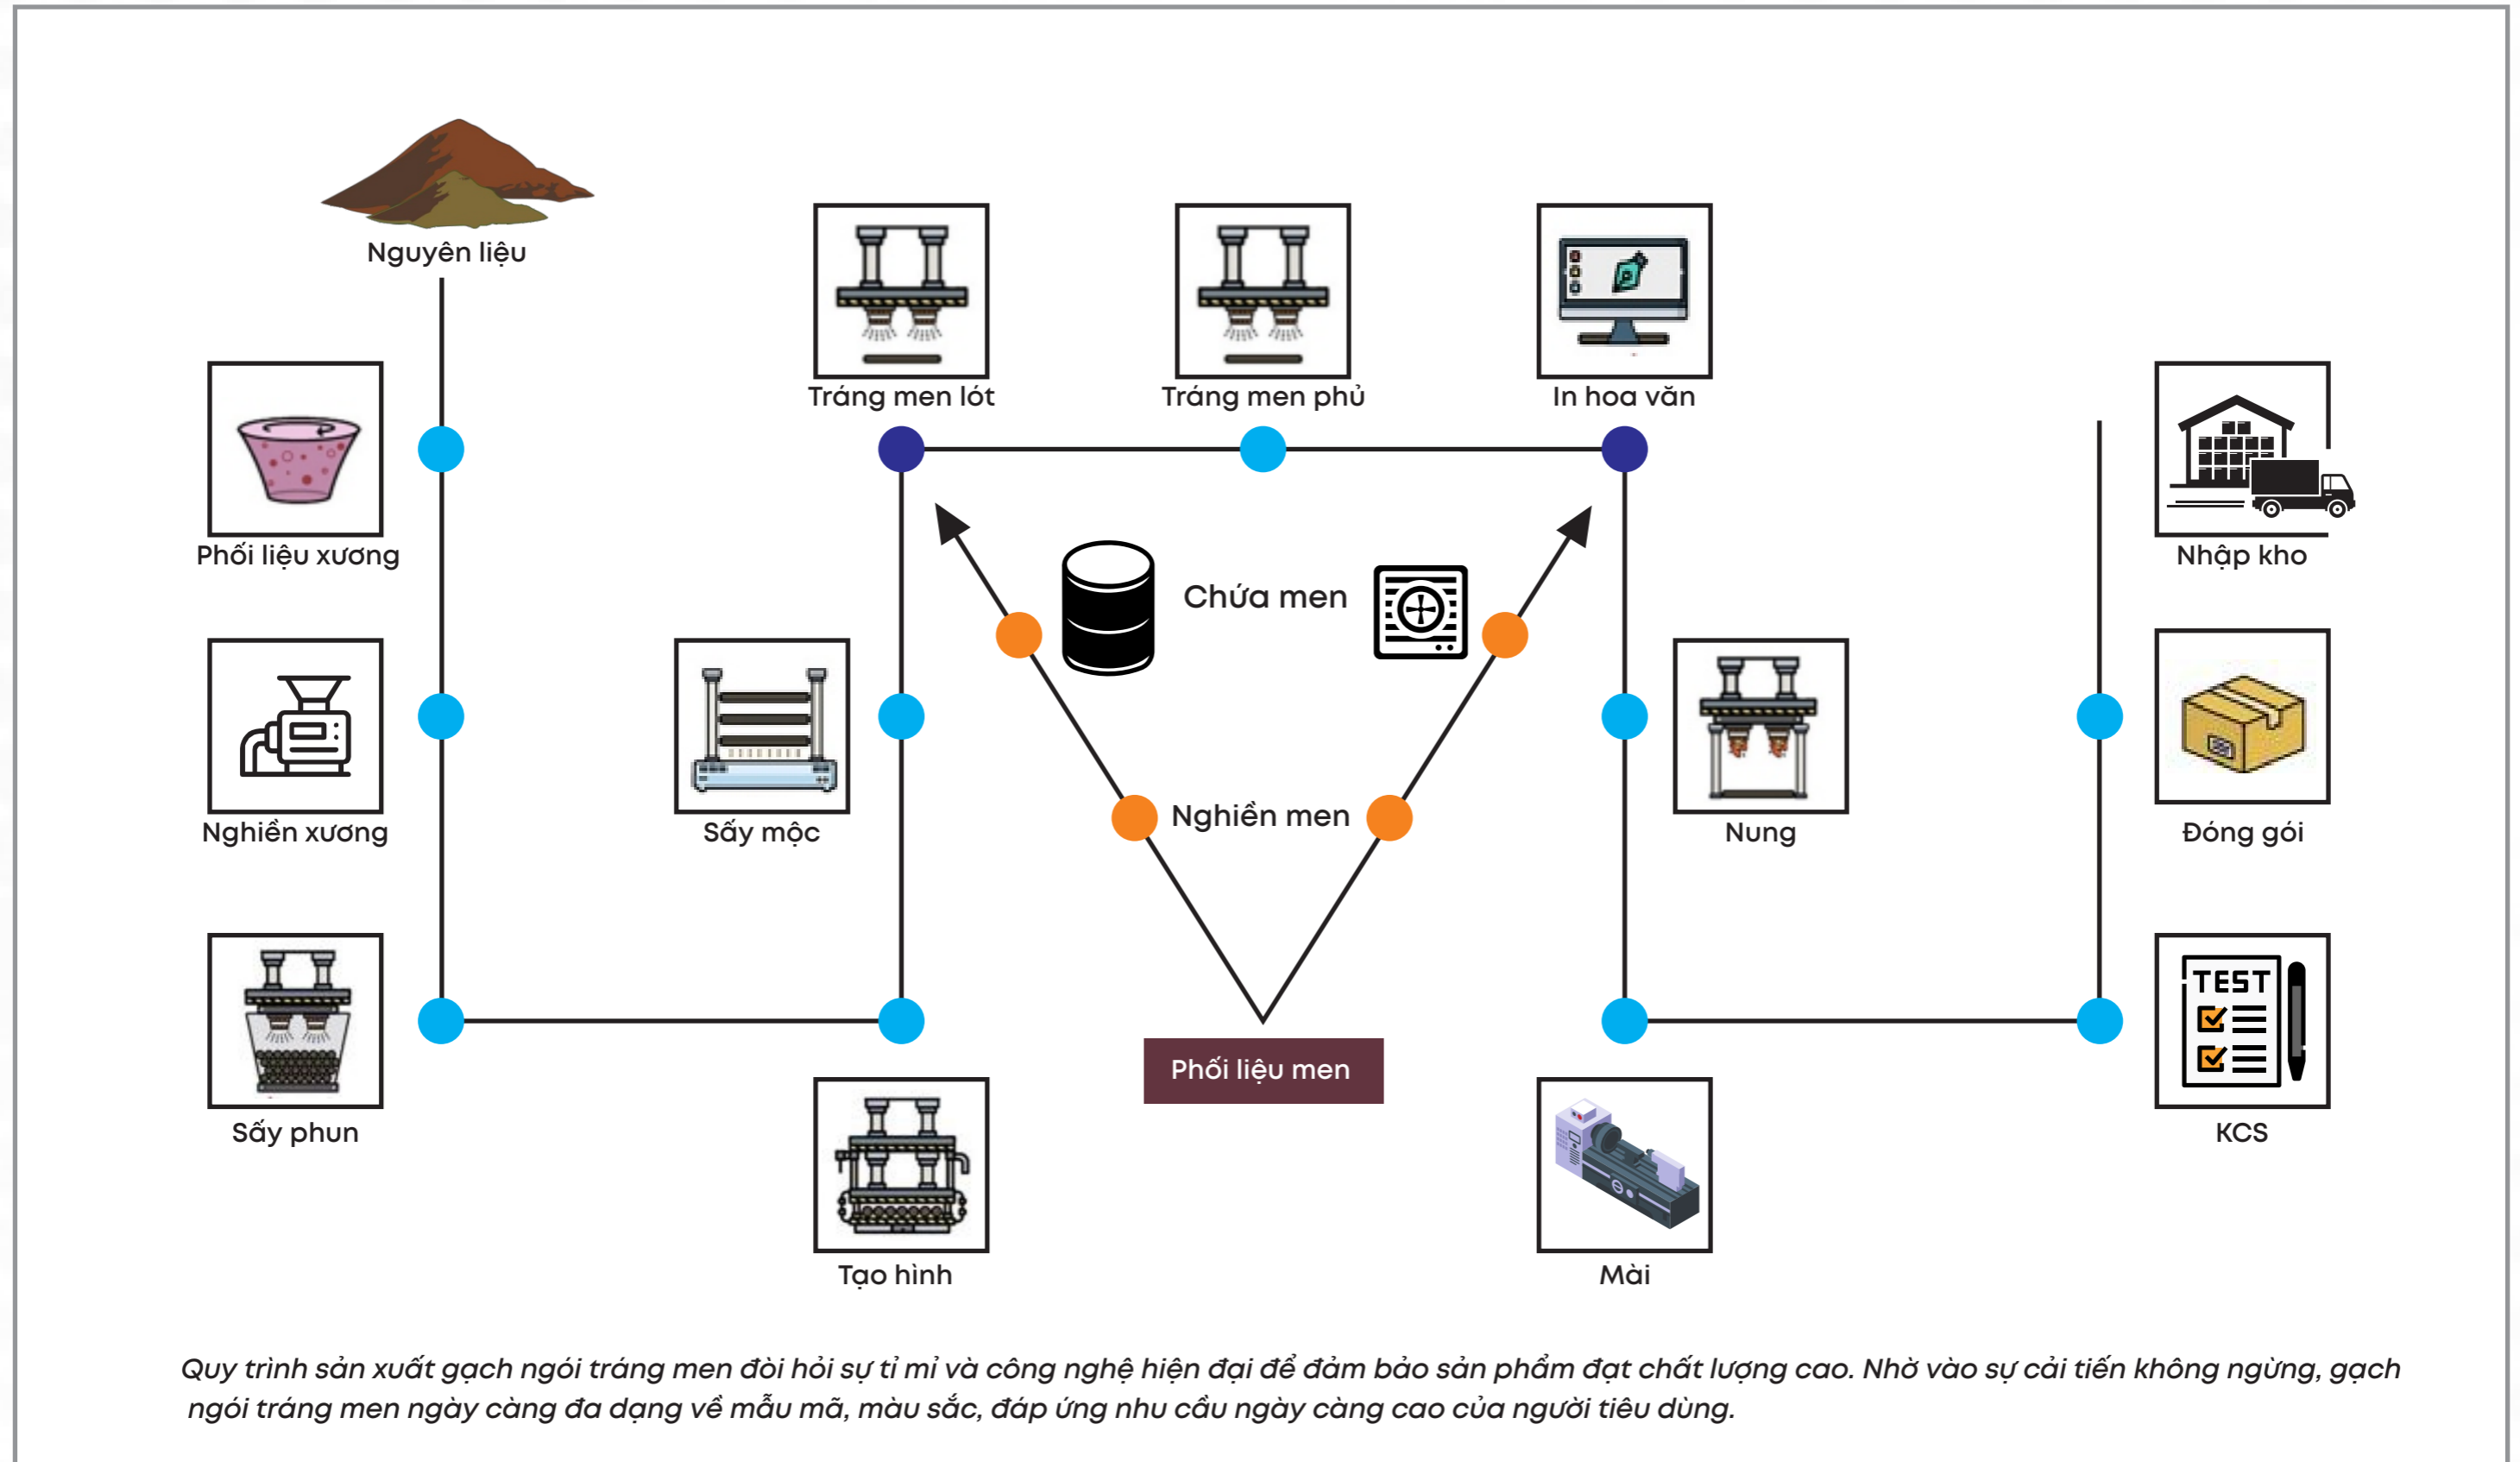 Nguyên liệu
Phối liệu xương
Nghiền xương
Sấy phun
Tạo hình
Sấy mộc
Tráng men lót
Tráng men phủ
In hoa văn
Chứa men
Nghiền men
Phối liệu men
Nung
Mài
TEST
KCS
Đóng gói
Nhập kho
Quy trình sản xuất gạch ngói tráng men đòi hỏi sự tỉ mỉ và công nghệ hiện đại để đảm bảo sản phẩm đạt chất lượng cao. Nhờ vào sự cải tiến không ngừng, gạch
ngói tráng men ngày càng đa dạng về mẫu mã, màu sắc, đáp ứng nhu cầu ngày càng cao của người tiêu dùng.